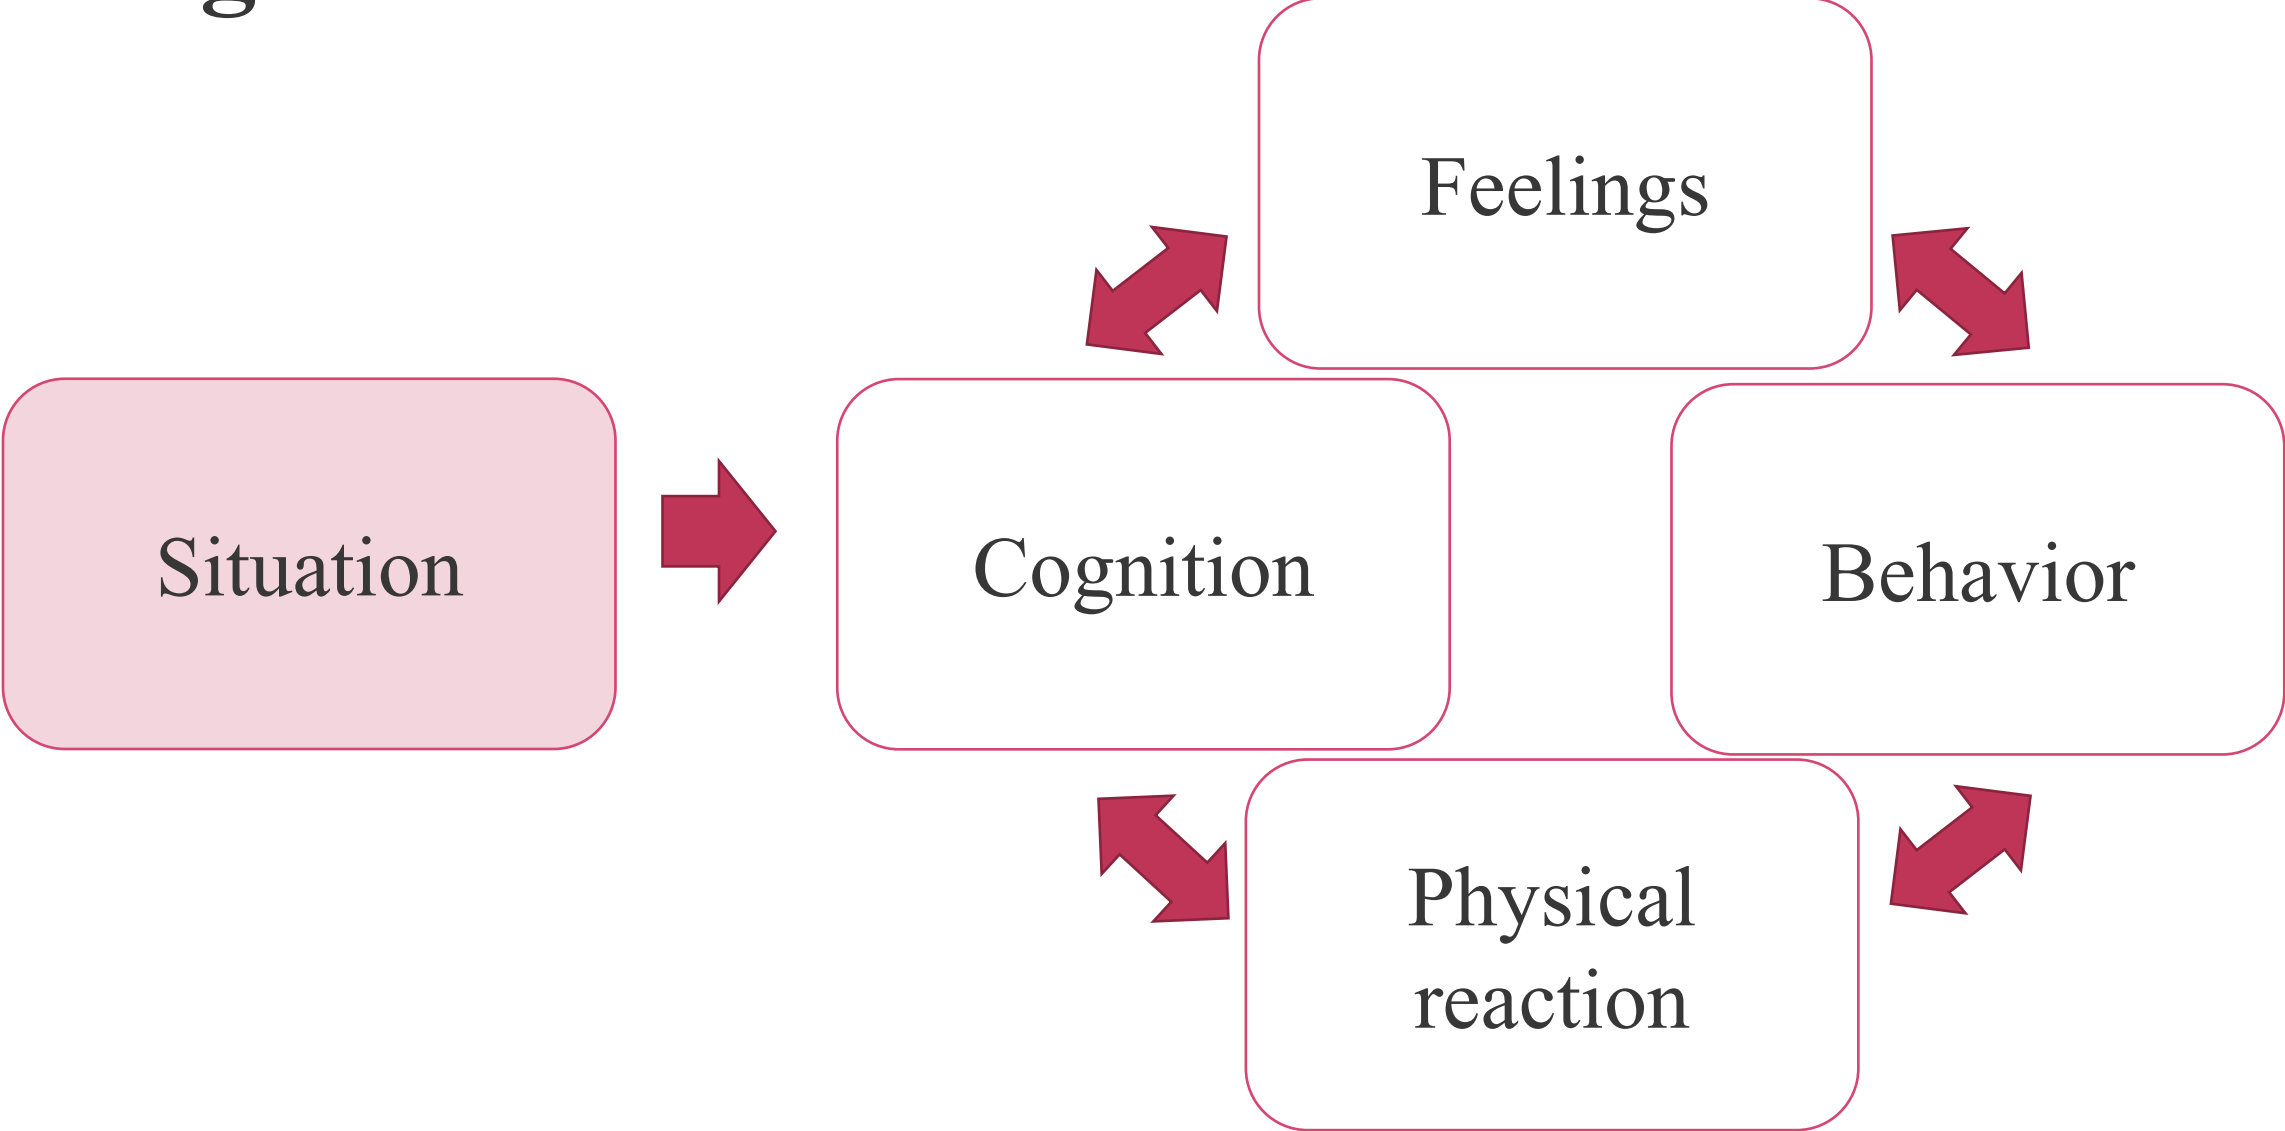 Feelings
Situation
Cognition
Behavior
Physical
reaction